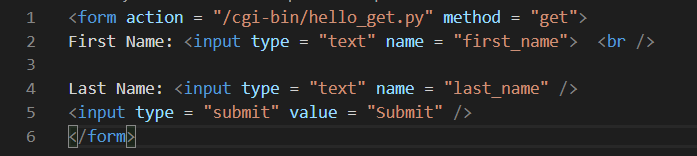 1 <form action = "/cgi-bin/hello_get.py" method = "get">
2 First Name: <input type = "text" name = "first_name">  <br />
3
4 Last Name: <input type = "text" name = "last_name" />
5 <input type = "submit" value = "Submit" />
6 </form>